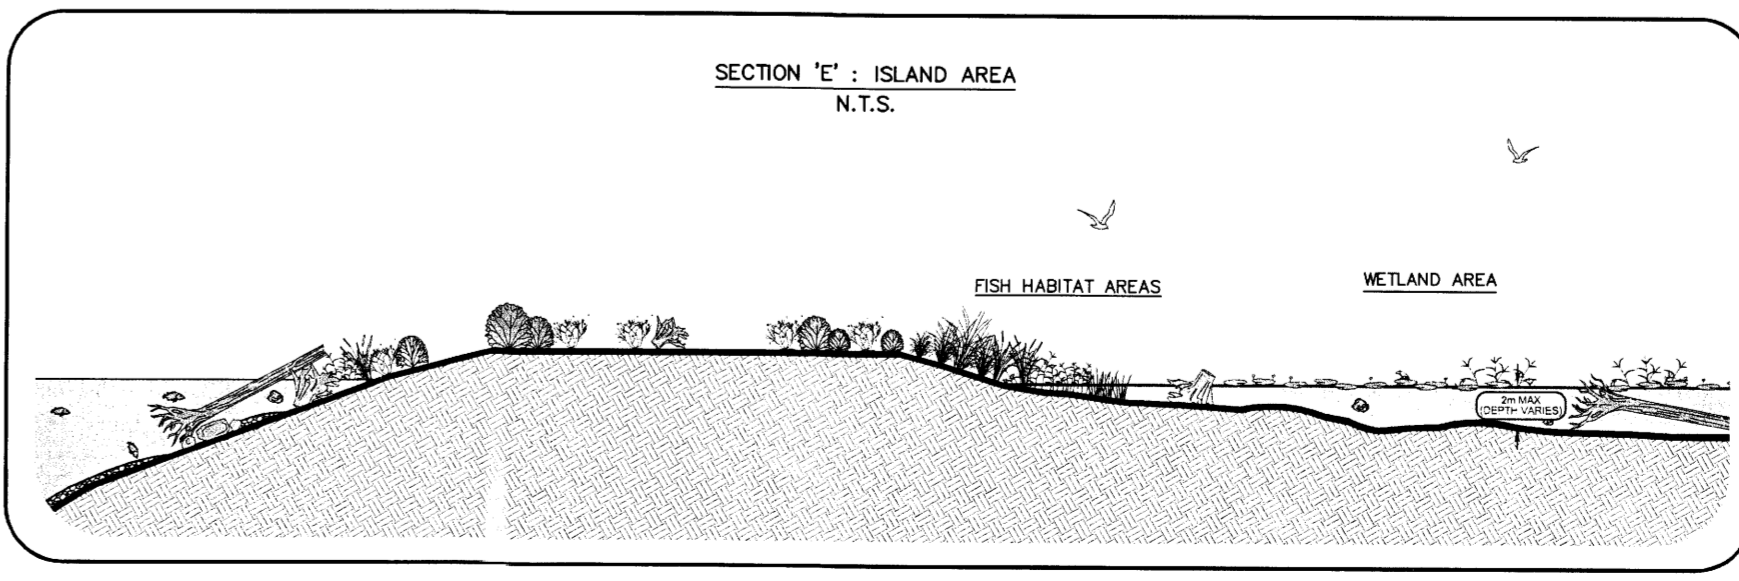 SECTION 'E' : ISLAND AREA
N.T.S.
FISH HABITAT AREAS
WETLAND AREA
2m MAX
(DEPTH VARIES)